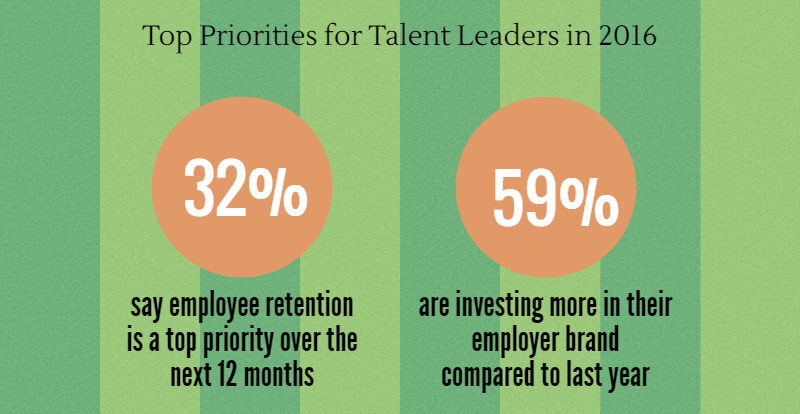 Top Priorities for Talent Leaders in 2016
32%
say employee retention
is a top priority over the
next 12 months
59%
are investing more in their
employer brand
compared to last year